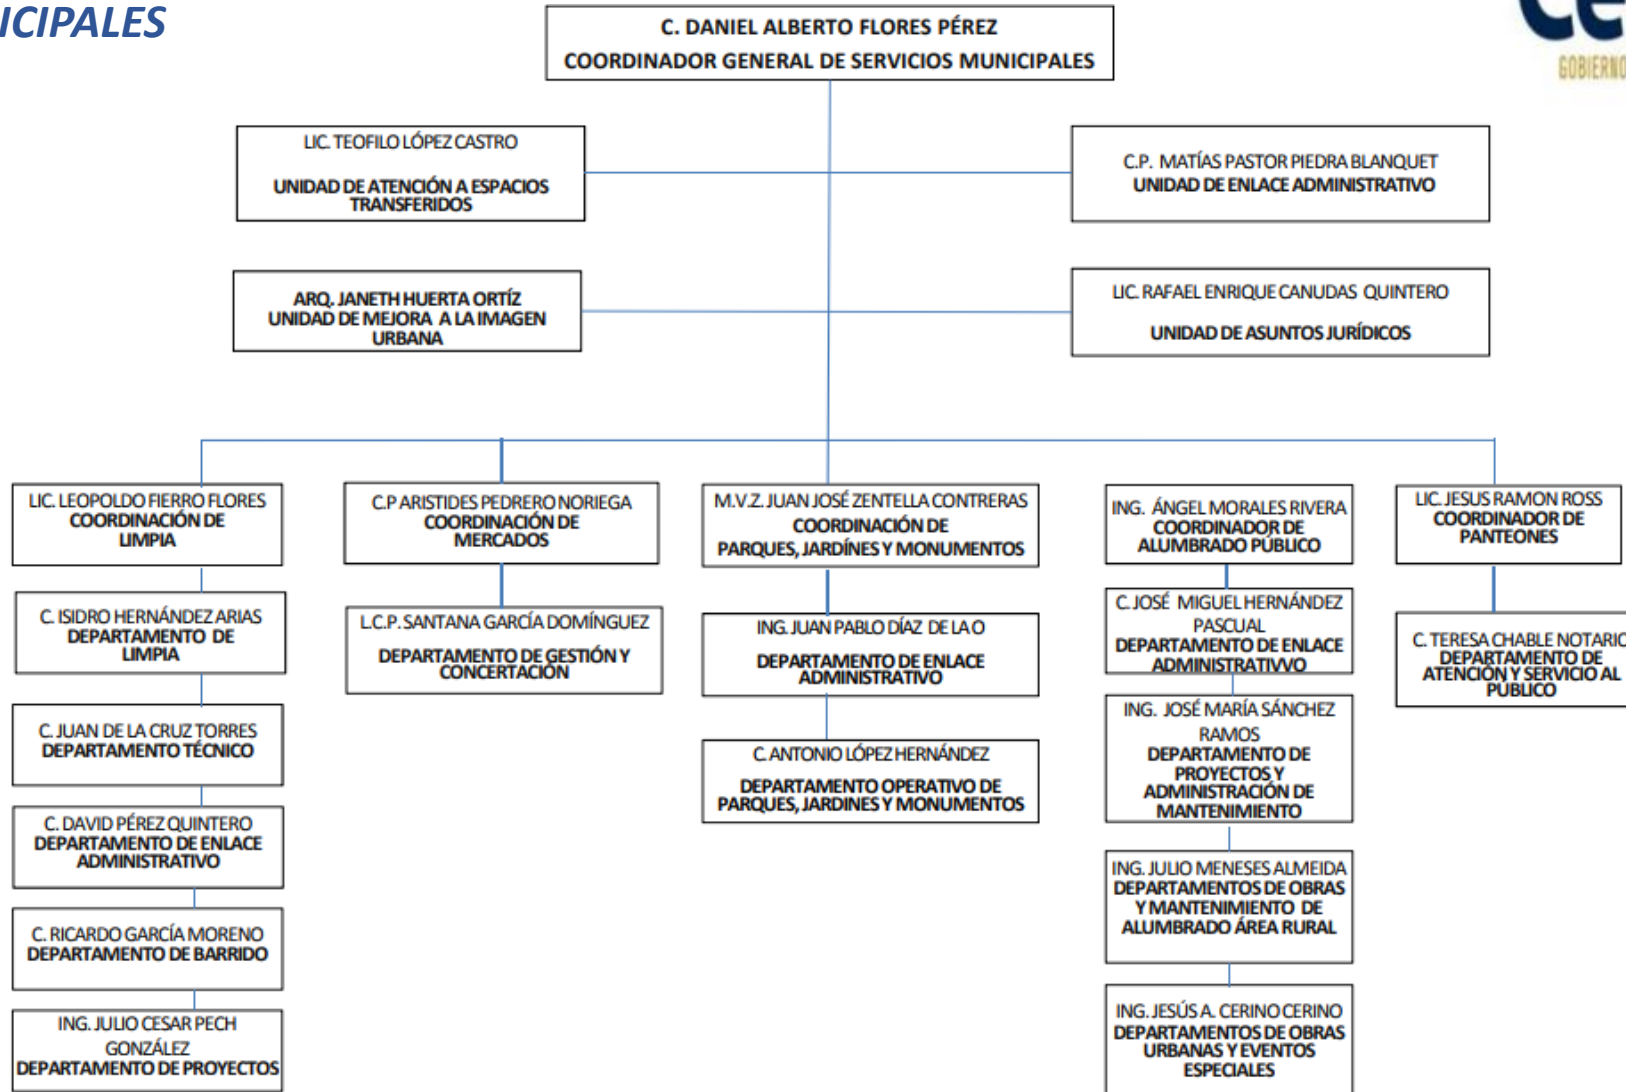 C. DANIEL ALBERTO FLORES PÉREZ
COORDINADOR GENERAL DE SERVICIOS MUNICIPALES
LIC. TEOFILO LÓPEZ CASTRO
UNIDAD DE ATENCIÓN A ESPACIOS
TRANSFERIDOS
C.P. MATÍAS PASTOR PIEDRA BLANQUET
UNIDAD DE ENLACE ADMINISTRATIVO
ARQ. JANETH HUERTA ORTÍZ
UNIDAD DE MEJORA A LA IMAGEN
URBANA
LIC. RAFAEL ENRIQUE CANUDAS QUINTERO
UNIDAD DE ASUNTOS JURÍDICOS
LIC. LEOPOLDO FIERRO FLORES
COORDINACIÓN DE
LIMPIA
C. ISIDRO HERNÁNDEZ ARIAS
DEPARTAMENTO DE
LIMPIA
C. JUAN DE LA CRUZ TORRES
DEPARTAMENTO TÉCNICO
C. DAVID PÉREZ QUINTERO
DEPARTAMENTO DE ENLACE
ADMINISTRATIVO
C. RICARDO GARCÍA MORENO
DEPARTAMENTO DE BARRIDO
ING. JULIO CESAR PECH
GONZÁLEZ
DEPARTAMENTO DE PROYECTOS
C.P ARISTIDES PEDRERO NORIEGA
COORDINACIÓN DE
MERCADOS
L.C.P. SANTANA GARCÍA DOMÍNGUEZ
DEPARTAMENTO DE GESTIÓN Y
CONCERTACIÓN
M.V.Z. JUAN JOSÉ ZENTELLA CONTRERAS
COORDINACIÓN DE
PARQUES, JARDÍNES Y MONUMENTOS
ING. JUAN PABLO DÍAZ DE LA O
DEPARTAMENTO DE ENLACE
ADMINISTRATIVO
C. ANTONIO LÓPEZ HERNÁNDEZ
DEPARTAMENTO OPERATIVO DE
PARQUES, JARDINES Y MONUMENTOS
ING. ÁNGEL MORALES RIVERA
COORDINADOR DE
ALUMBRADO PÚBLICO
C. JOSÉ MIGUEL HERNÁNDEZ
PASCUAL
DEPARTAMENTO DE ENLACE
ADMINISTRATIVVO
ING. JOSÉ MARÍA SÁNCHEZ
RAMOS
DEPARTAMENTO DE
PROYECTOS Y
ADMINISTRACIÓN DE
MANTENIMIENTO
ING. JULIO MENESES ALMEIDA
DEPARTAMENTOS DE OBRAS
Y MANTENIMIENTO DE
ALUMBRADO ÁREA RURAL
ING. JESÚS A. CERINO CERINO
DEPARTAMENTOS DE OBRAS
URBANAS Y EVENTOS
ESPECIALES
LIC. JESUS RAMON ROSS
COORDINADOR DE
PANTEONES
C. TERESA CHABLE NOTARIO
DEPARTAMENTO DE
ATENCIÓN Y SERVICIO AL
PÚBLICO
GOBIERNO